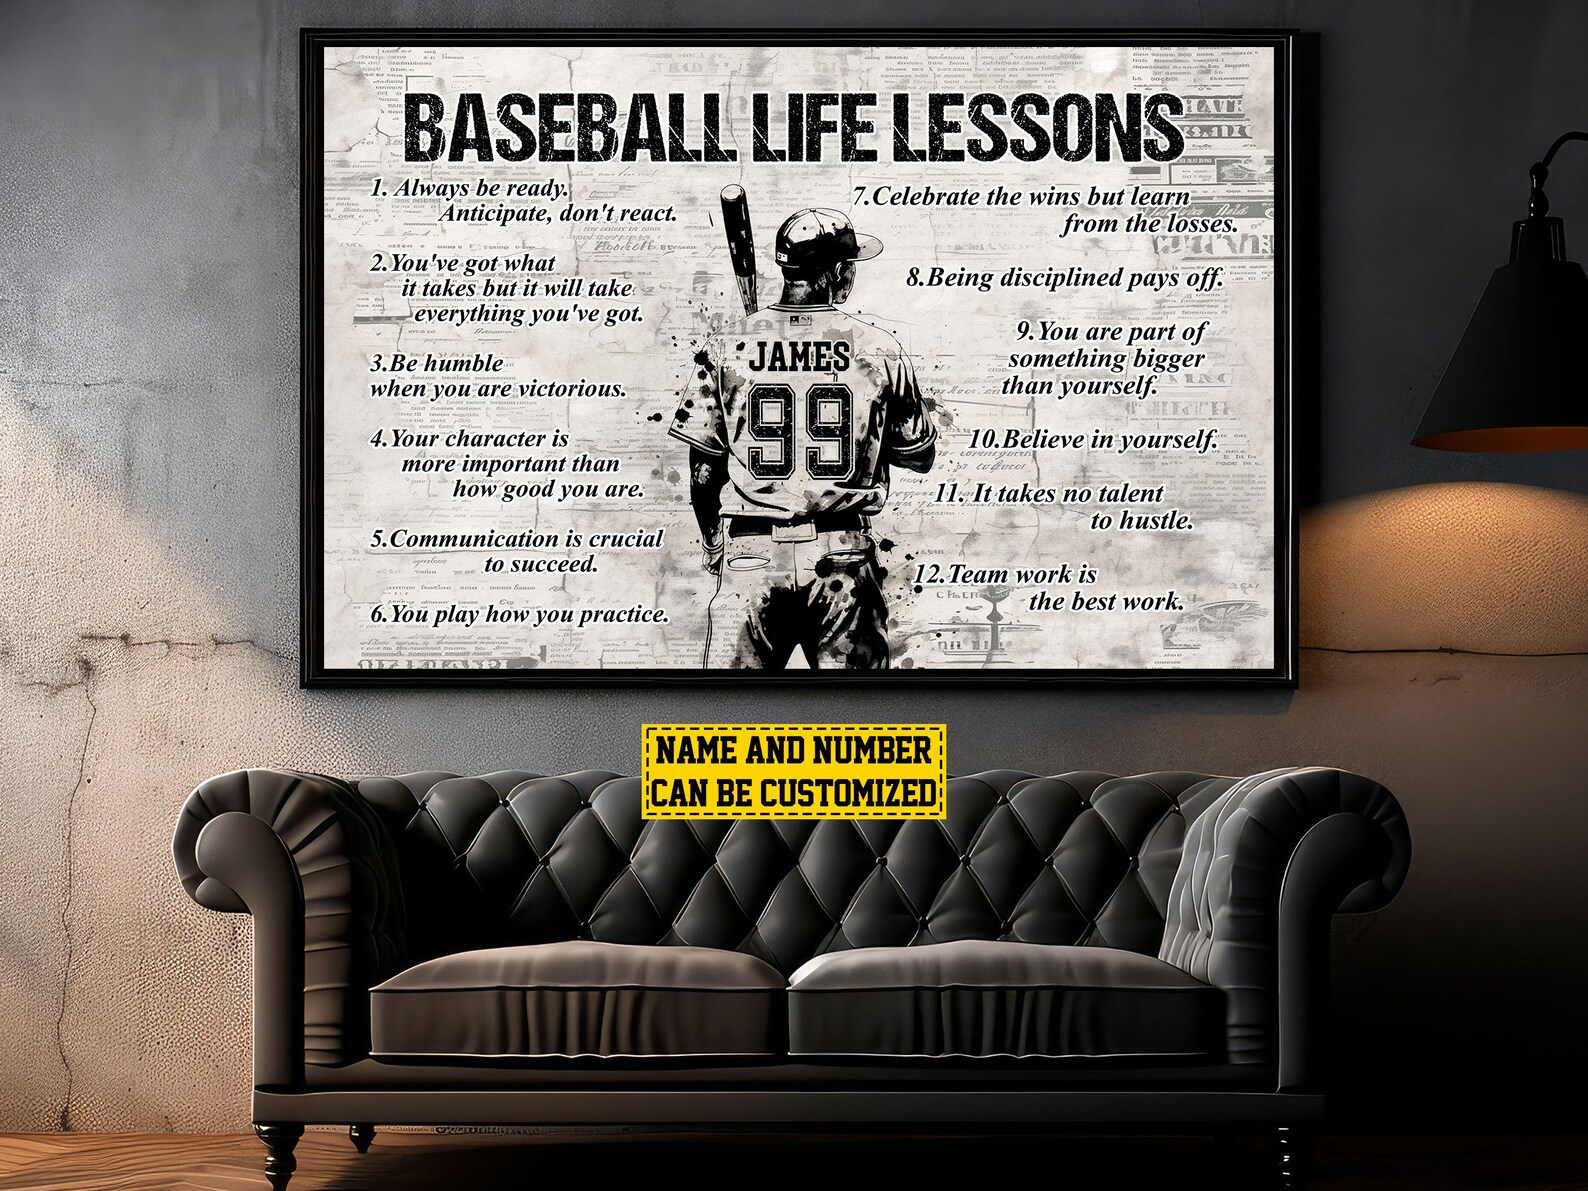 BASEBALL LIFE LESSONS
1. Always be ready.
Anticipate, don't react.
2.You've got what
it takes but it will take
everything you've got.
3.Be humble
when you are victorious.
4.Your character is
more important than
how good you are.
5.Communication is crucial
to succeed.
6.You play how you practice.
JAMES
99
7.Celebrate the wins but learn
from the losses.
8.Being disciplined pays off.
9.You are part of
something bigger
than yourself.
10.Believe in yourself.
11. It takes no talent
to hustle.
12.Team work is
the best work.
NAME AND NUMBER
CAN BE CUSTOMIZED